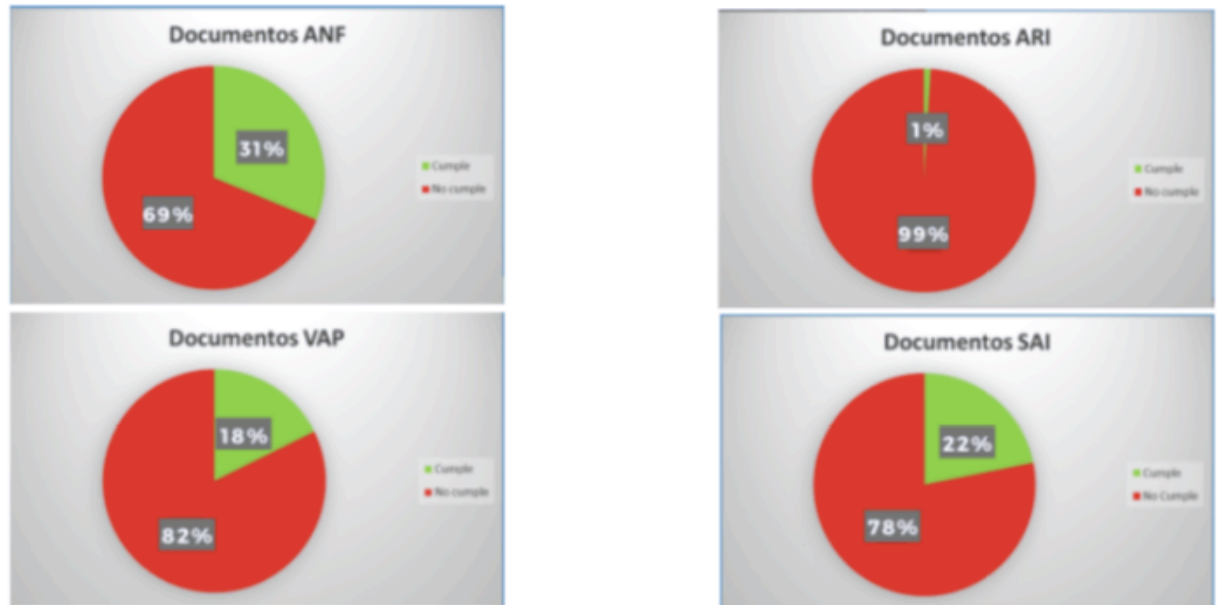 Documentos ANF
31%
69%
Cumple
No cumple
Documentos ARI
1%
99%
Cumple
No cumple
Documentos VAP
18%
82%
Cumple
No cumple
Documentos SAI
22%
78%
Cumple
No Cumple